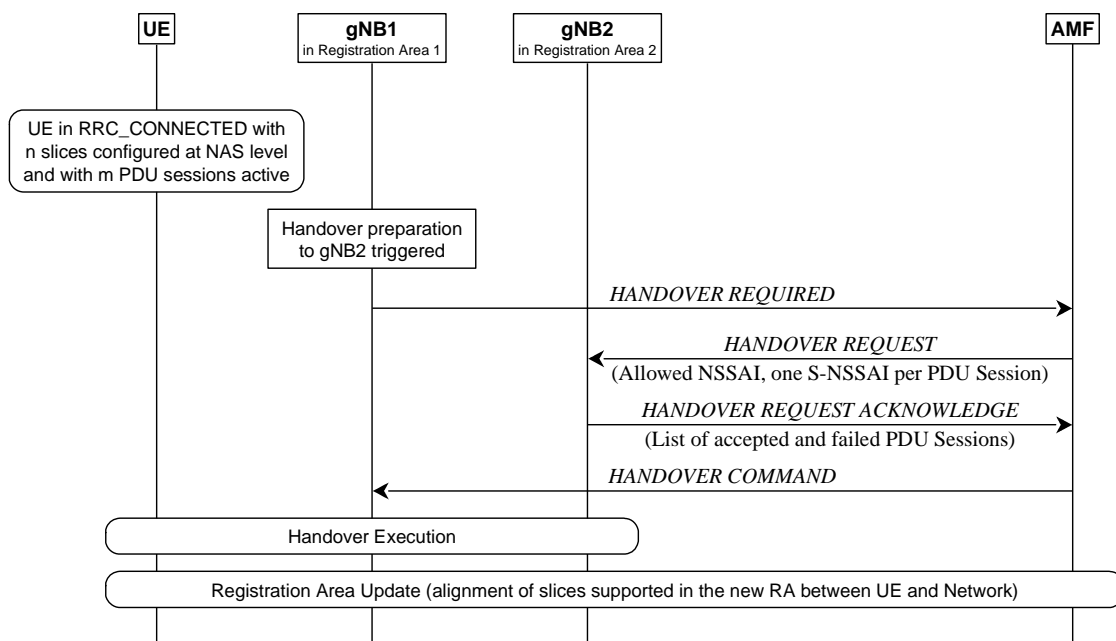 UE
gNB1
in Registration Area 1
gNB2
in Registration Area 2
AMF
UE in RRC_CONNECTED with
n slices configured at NAS level
and with m PDU sessions active
Handover preparation
to gNB2 triggered
HANDOVER REQUIRED
HANDOVER REQUEST
(Allowed NSSAI, one S-NSSAI per PDU Session)
HANDOVER REQUEST ACKNOWLEDGE
(List of accepted and failed PDU Sessions)
HANDOVER COMMAND
Handover Execution
Registration Area Update (alignment of slices supported in the new RA between UE and Network)